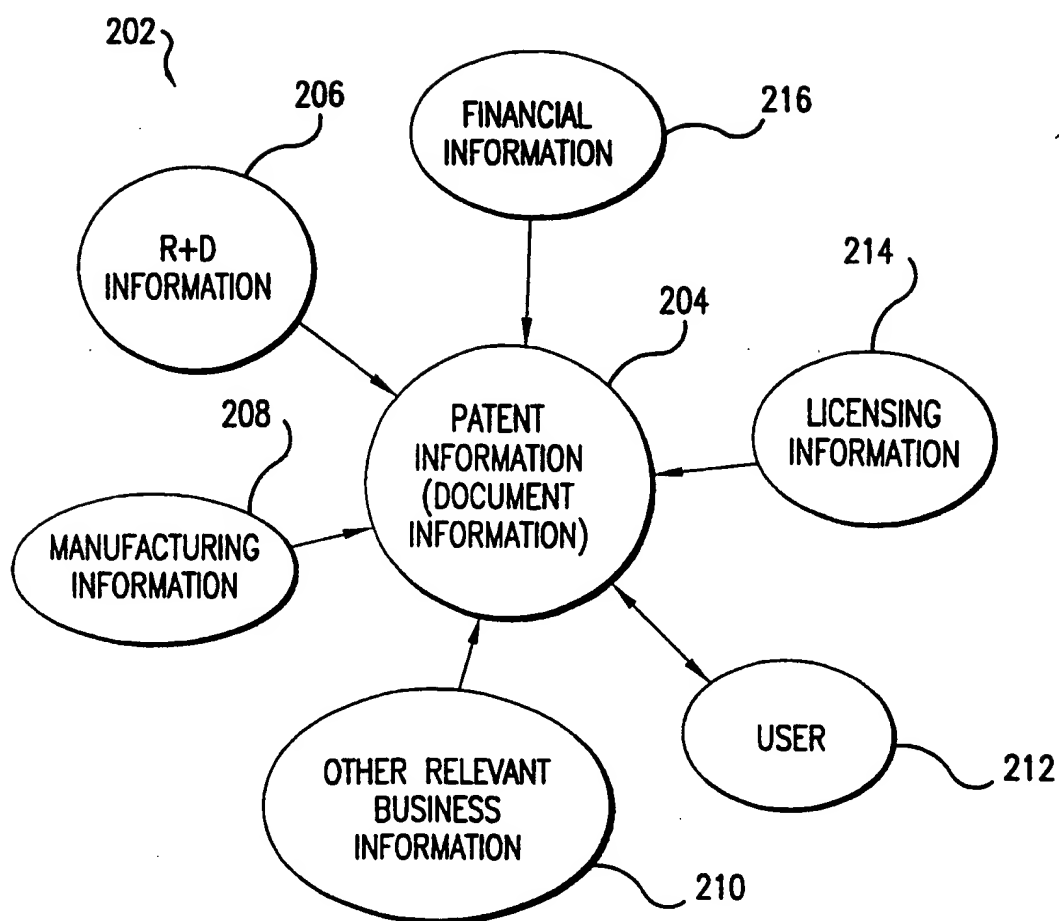 202
206
FINANCIAL
INFORMATION
216
R+D
INFORMATION
214
204
LICENSING
INFORMATION
PATENT
INFORMATION
(DOCUMENT
INFORMATION)
208
MANUFACTURING
INFORMATION
USER
212
OTHER RELEVANT
BUSINESS
INFORMATION
210